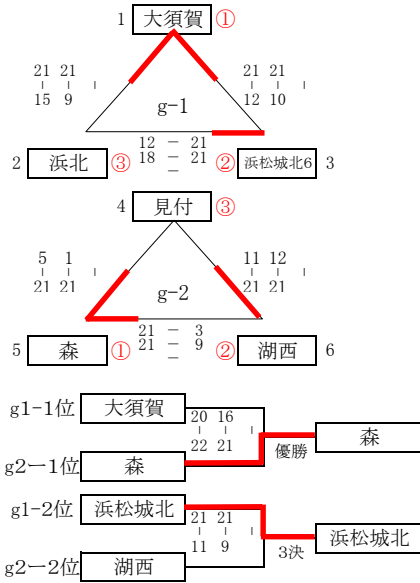 1 大須賀 ①
21 21 21 21
| | | | | |
15 9 12 10
g-1
12 — 21
18 — 21
—
2 浜北 ③ ② 浜松城北6 3
4 見付 ③
5 1 11 12
| | | | | |
21 21 21 21
g-2
21 — 3
21 — 9
—
5 森 ① ② 湖西 6
g1-1位 大須賀
20 16
| | |
22 21
優勝 森
g2ー1位 森
g1-2位 浜松城北
21 21
| | |
11 9
3決 浜松城北
g2ー2位 湖西